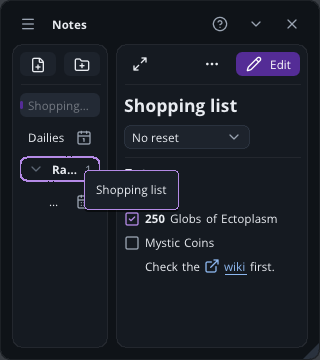 Notes
Edit
Shopping...
Dailies
Ra...
1
...
Shopping list
No reset
Shopping list
250 Globs of Ectoplasm
Mystic Coins
Check the wiki first.